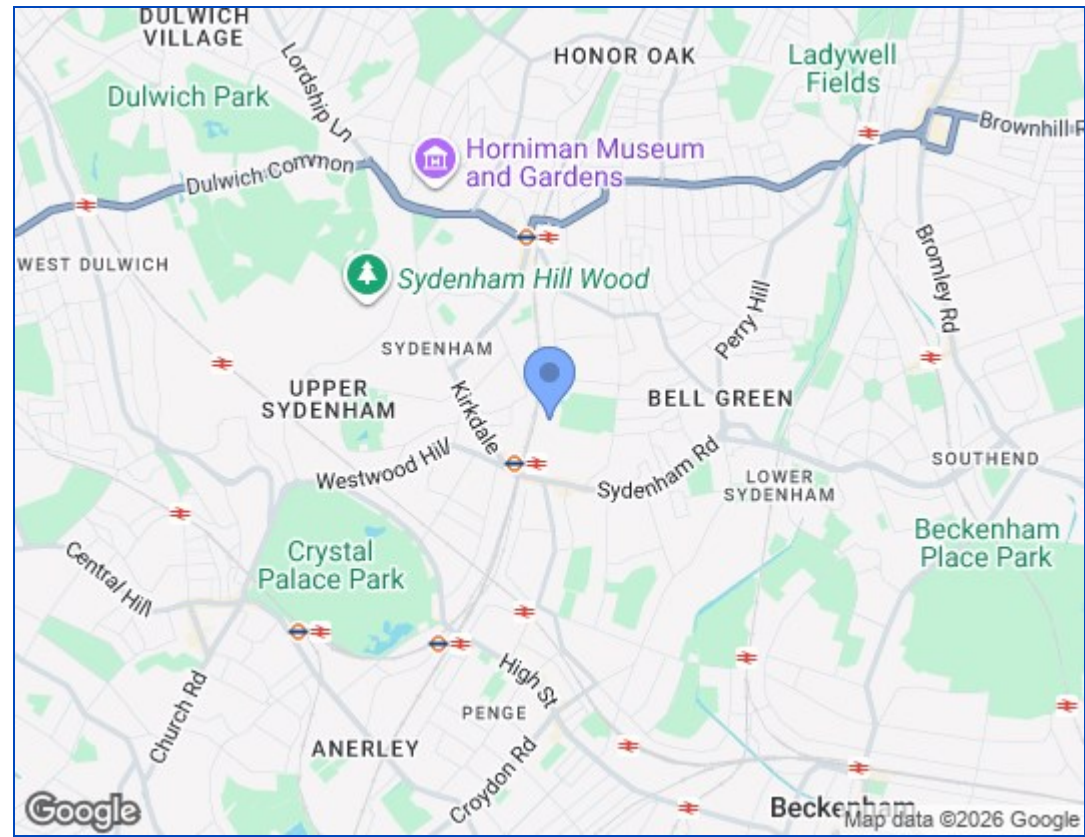 DULWICH
VILLAGE
HONOR OAK
Ladywell
Fields
Lordship Ln
Dulwich Park
Brownhill R
Horniman Museum
and Gardens
Dulwich Common
WEST DULWICH
Sydenham Hill Wood
Bromley Rd
Perry Hill
SYDENHAM
UPPER
SYDENHAM
Kirkdale
BELL GREEN
Westwood Hill
Sydenham Rd
SOUTHEND
LOWER
SYDENHAM
Crystal
Palace Park
Beckenham
Place Park
Central Hill
High St
Church Rd
PENGE
ANERLEY
Croydon Rd
Beckenham
Google
Map data ©2026 Google